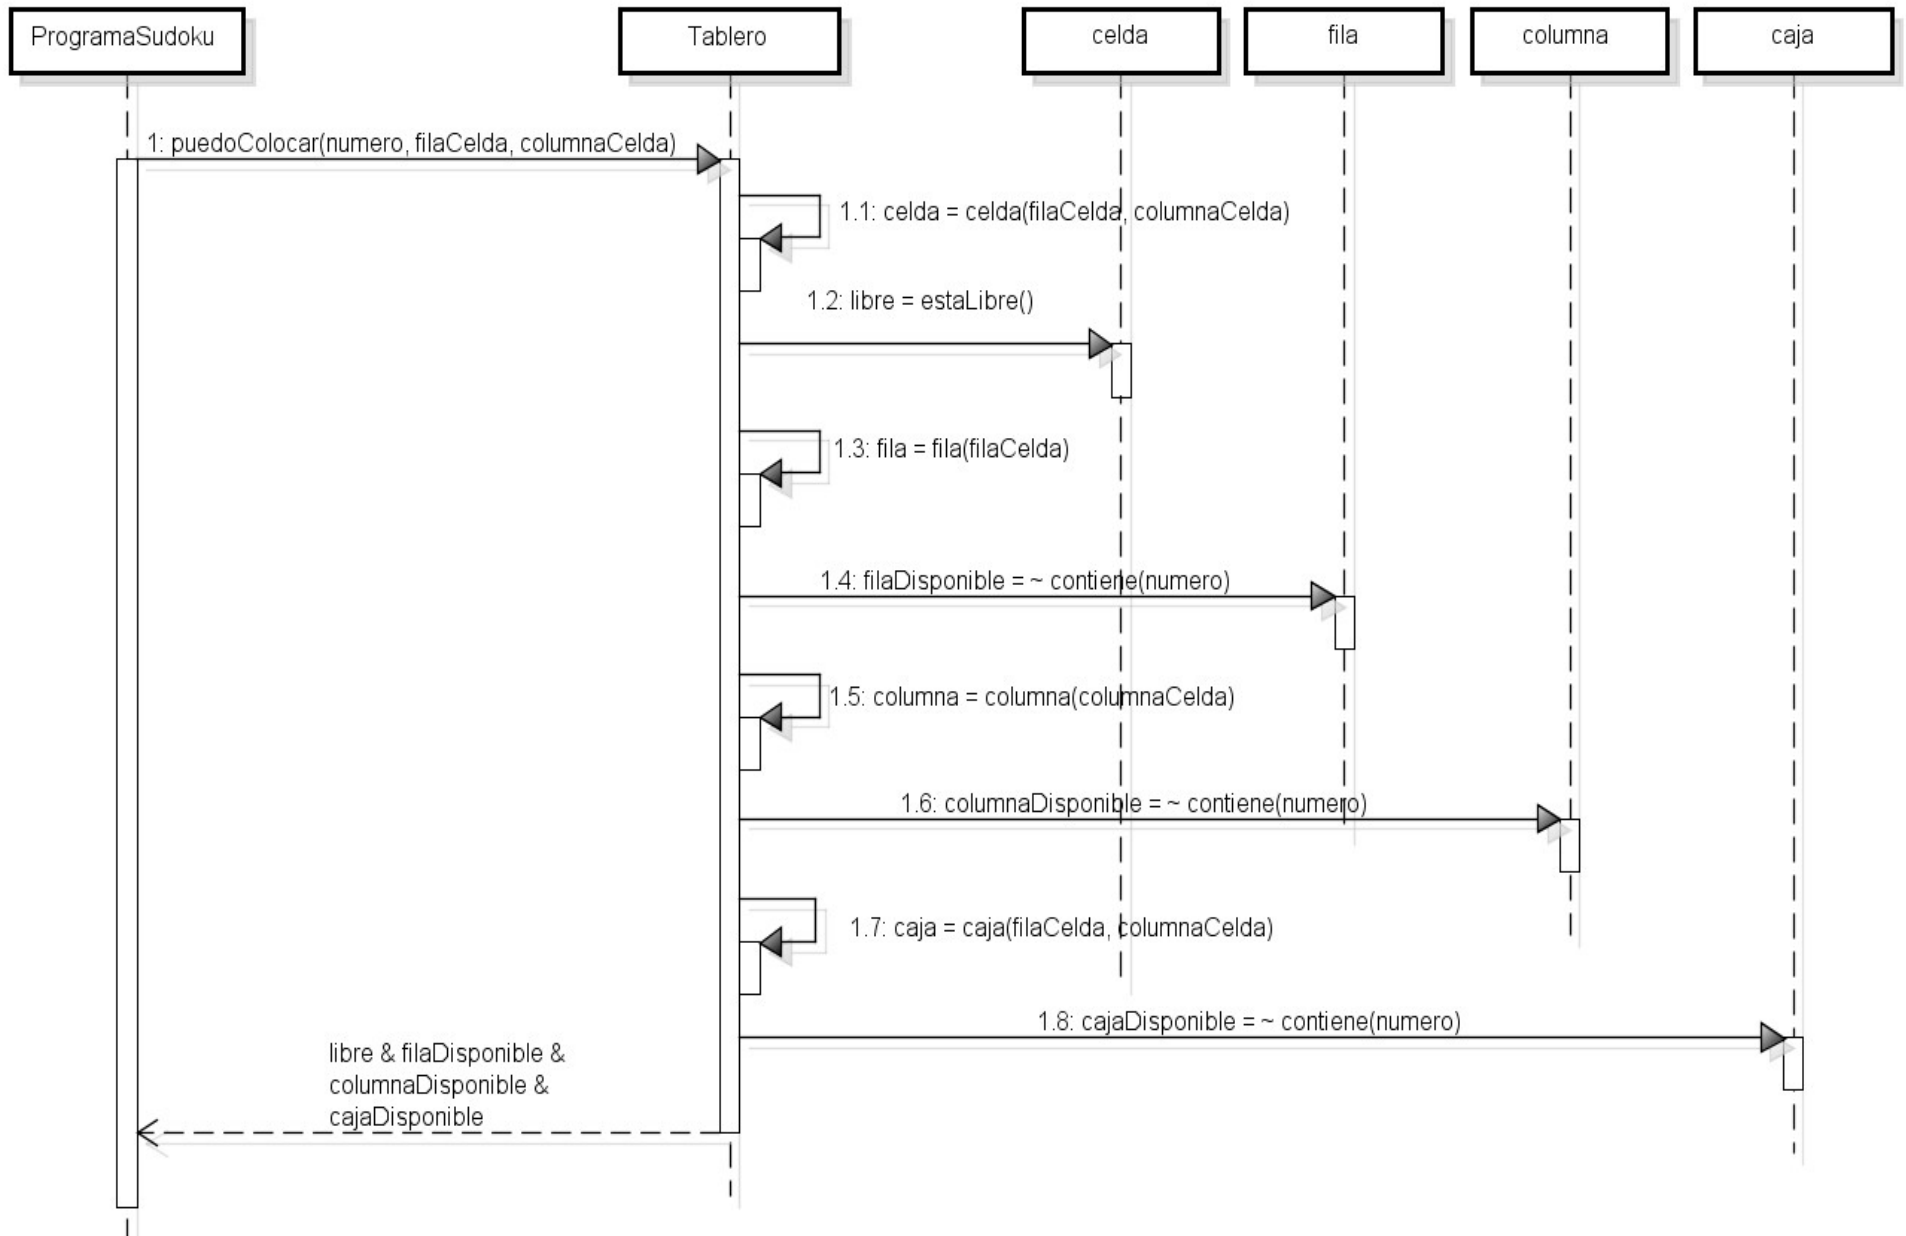 ProgramaSudoku
Tablero
celda
fila
columna
caja
1: puedoColocar(numero, filaCelda, columnaCelda)
1.1: celda = celda(filaCelda, columnaCelda)
1.2: libre = estaLibre()
1.3: fila = fila(filaCelda)
1.4: filaDisponible = ~ contiene(numero)
1.5: columna = columna(columnaCelda)
1.6: columnaDisponible = ~ contiene(numero)
1.7: caja = caja(filaCelda, columnaCelda)
1.8: cajaDisponible = ~ contiene(numero)
libre & filaDisponible &
columnaDisponible &
cajaDisponible